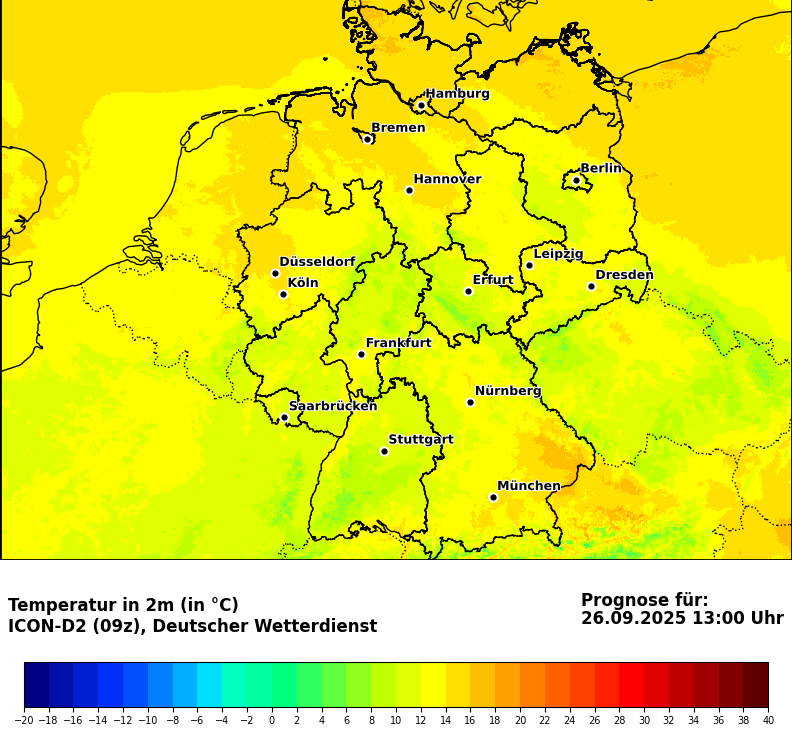 Hamburg
Bremen
Berlin
Hannover
Leipzig
Düsseldorf
Dresden
Köln
Erfurt
Frankfurt
Nürnberg
Saarbrücken
Stuttgart
München
Temperatur in 2m (in °C)
ICON-D2 (09z), Deutscher Wetterdienst
Prognose für:
26.09.2025 13:00 Uhr
−20 −18 −16 −14 −12 −10 −8 −6 −4 −2 0 2 4 6 8 10 12 14 16 18 20 22 24 26 28 30 32 34 36 38 40